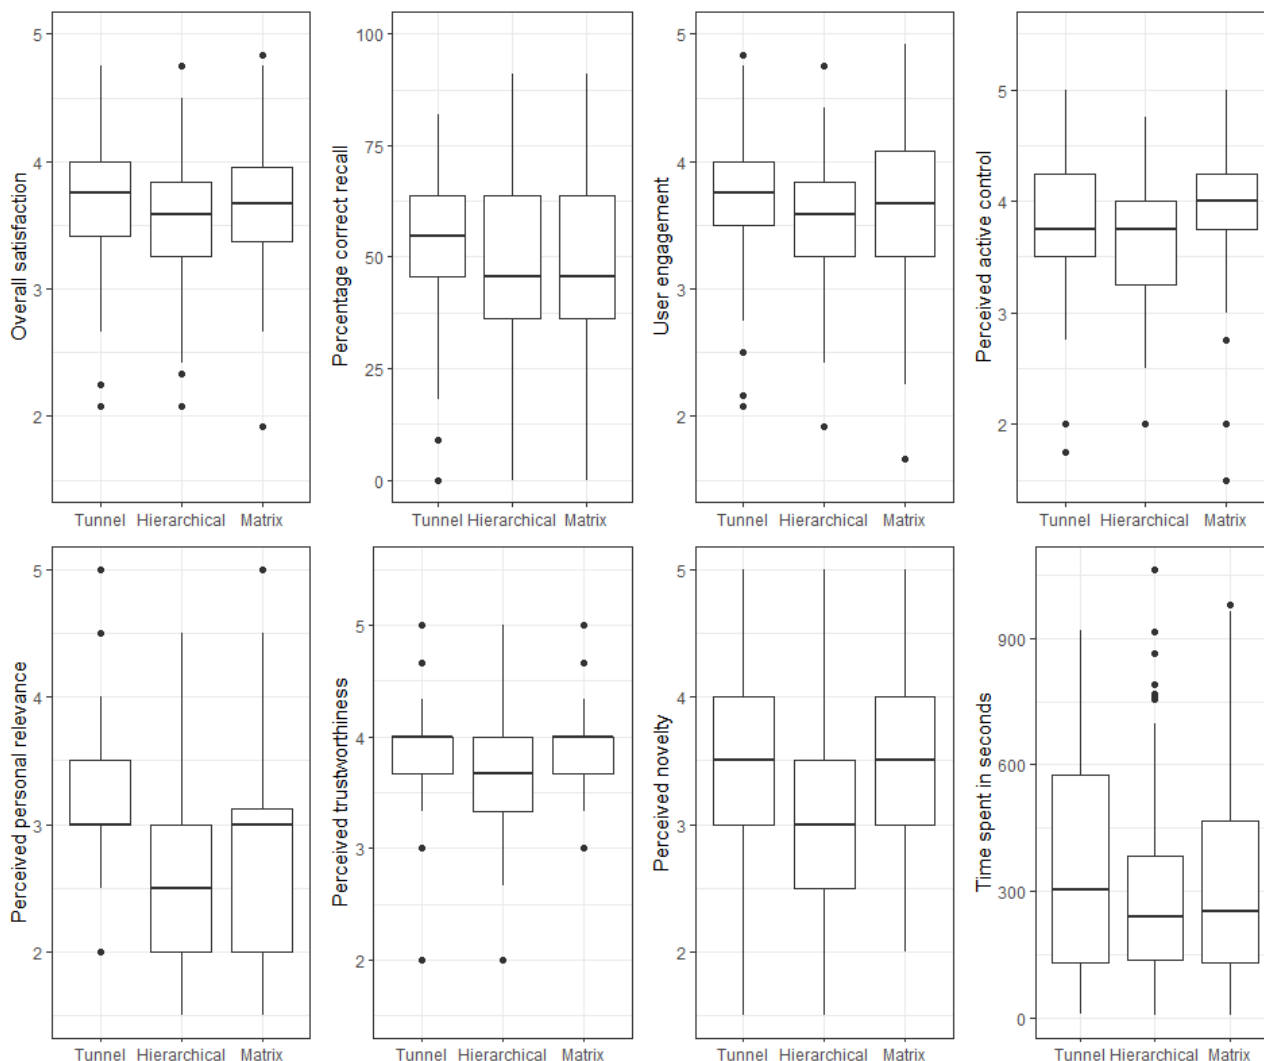 Overall satisfaction
5
4
3
2
Tunnel Hierarchical Matrix
Percentage correct recall
100
75
50
25
0
Tunnel Hierarchical Matrix
User engagement
5
4
3
2
Tunnel Hierarchical Matrix
Perceived active control
5
4
3
2
Tunnel Hierarchical Matrix
Perceived personal relevance
5
4
3
2
Tunnel Hierarchical Matrix
Perceived trustworthiness
5
4
3
2
Tunnel Hierarchical Matrix
Perceived novelty
5
4
3
2
Tunnel Hierarchical Matrix
Time spent in seconds
900
600
300
0
Tunnel Hierarchical Matrix